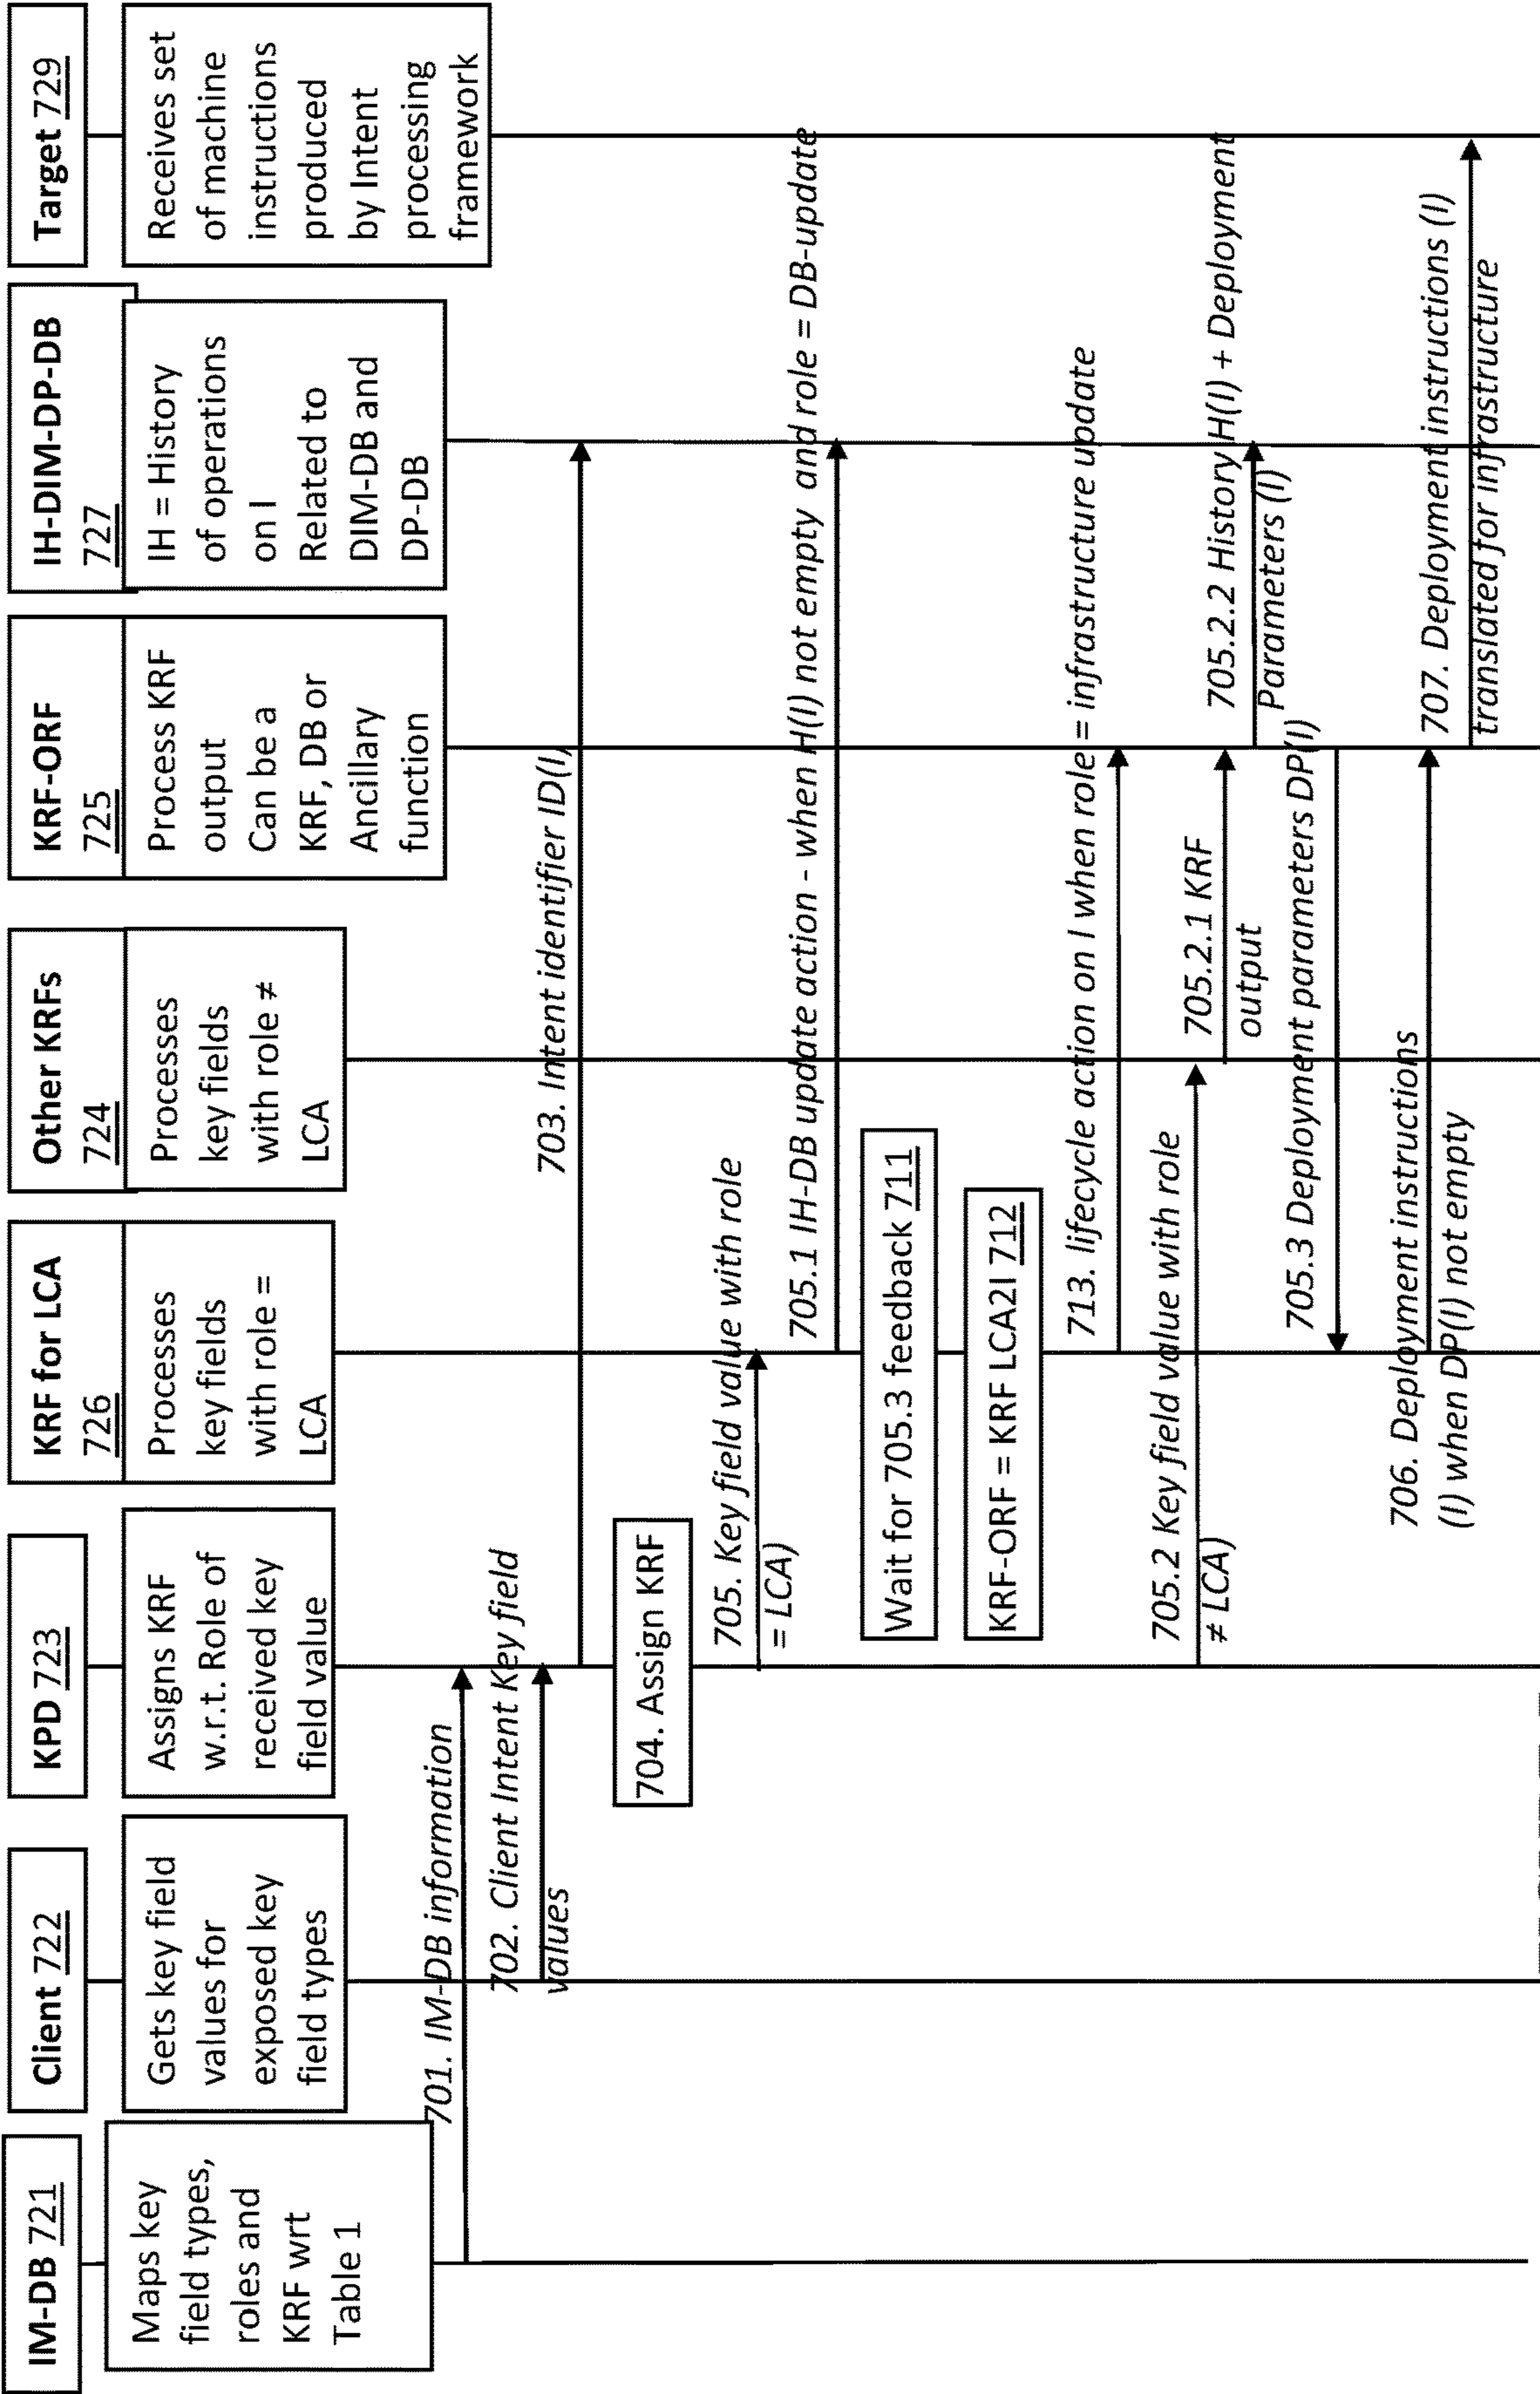 IM-DB 721
Maps key
field types,
roles and
KRF wrt
Table 1
Client 722
Gets key field
values for
exposed key
field types
KPD 723
Assigns KRF
w.r.t. Role of
received key
field value
KRF for LCA
726
Processes
key fields
with role =
LCA
Other KRFs
724
Processes
key fields
with role ≠
LCA
KRF-ORF
725
Process KRF
output
Can be a
KRF, DB or
Ancillary
function
IH-DIM-DP-DB
727
IH = History
of operations
on I
Related to
DIM-DB and
DP-DB
Target 729
Receives set
of machine
instructions
produced
by Intent
processing
framework
701. IM-DB information
702. Client Intent Key field
values
703. Intent identifier ID(I)
704. Assign KRF
705. Key field value with role
= LCA)
705.1 IH-DB update action - when H(I) not empty and role = DB-update
Wait for 705.3 feedback 711
KRF-ORF = KRF LCA2I 712
713. lifecycle action on I when role = infrastructure update
705.2 Key field value with role
≠ LCA)
705.2.1 KRF
output
705.2.2 History H(I) + Deployment
Parameters (I)
705.3 Deployment parameters DP(I)
706. Deployment instructions
(I) when DP(I) not empty
707. Deployment instructions (I)
translated for infrastructure